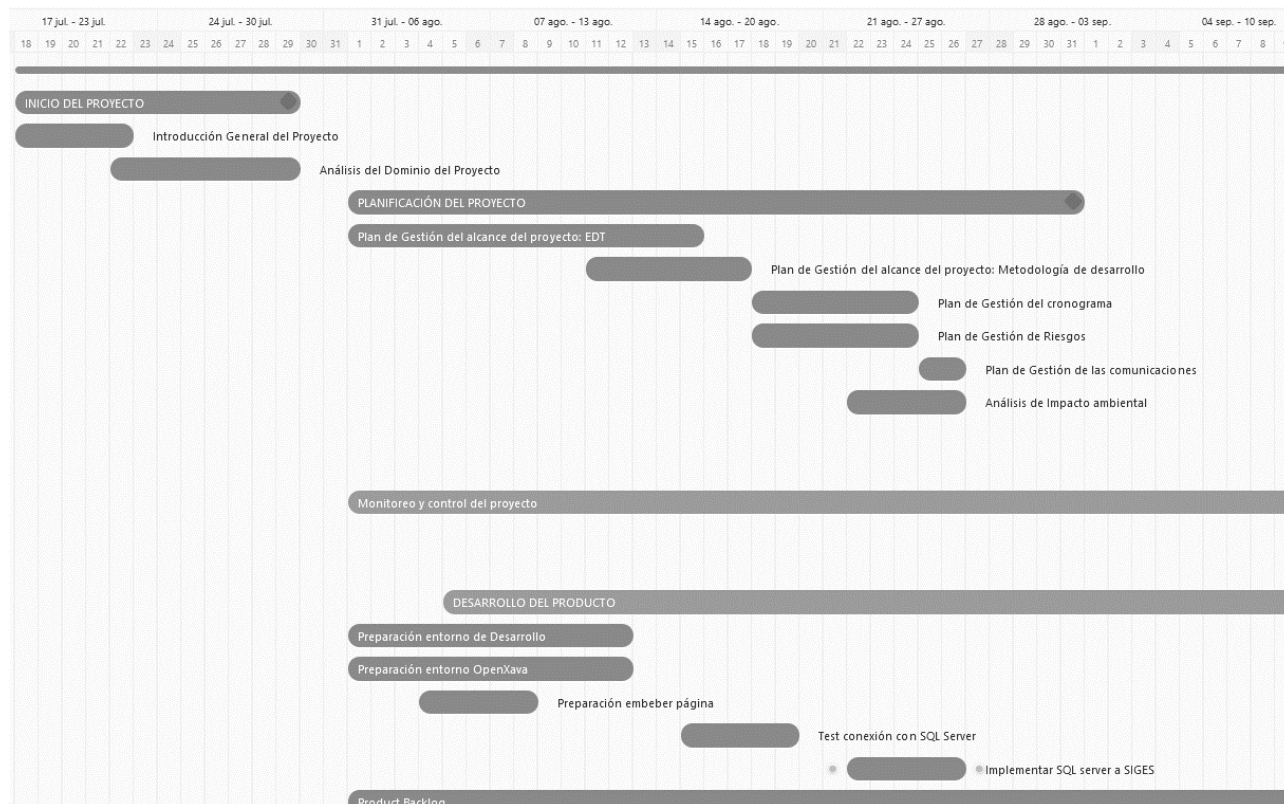 17 jul. - 23 jul. 24 jul. - 30 jul. 31 jul. - 06 ago. 07 ago. - 13 ago. 14 ago. - 20 ago. 21 ago. - 27 ago. 28 ago. - 03 sep. 04 sep. - 10 sep.
18 19 20 21 22 23 24 25 26 27 28 29 30 31 1 2 3 4 5 6 7 8 9 10 11 12 13 14 15 16 17 18 19 20 21 22 23 24 25 26 27 28 29 30 31 1 2 3 4 5 6 7 8
INICIO DEL PROYECTO
Introducción General del Proyecto
Análisis del Dominio del Proyecto
PLANIFICACIÓN DEL PROYECTO
Plan de Gestión del alcance del proyecto: EDT
Plan de Gestión del alcance del proyecto: Metodología de desarrollo
Plan de Gestión del cronograma
Plan de Gestión de Riesgos
Plan de Gestión de las comunicaciones
Análisis de Impacto ambiental
Monitoreo y control del proyecto
DESARROLLO DEL PRODUCTO
Preparación entorno de Desarrollo
Preparación entorno OpenXava
Preparación embeber página
Test conexión con SQL Server
Implementar SQL server a SIGES
Product Backlog